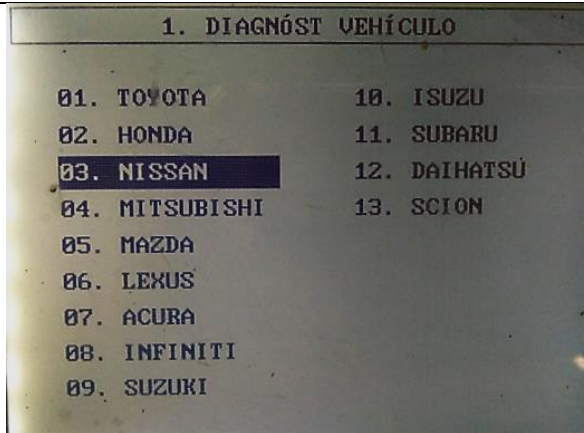 1. DIAGNÓST VEHÍCULO
01. TOYOTA
02. HONDA
03. NISSAN
04. MITSUBISHI
05. MAZDA
06. LEXUS
07. ACURA
08. INFINITI
09. SUZUKI
10. ISUZU
11. SUBARU
12. DAIHATSÚ
13. SCION